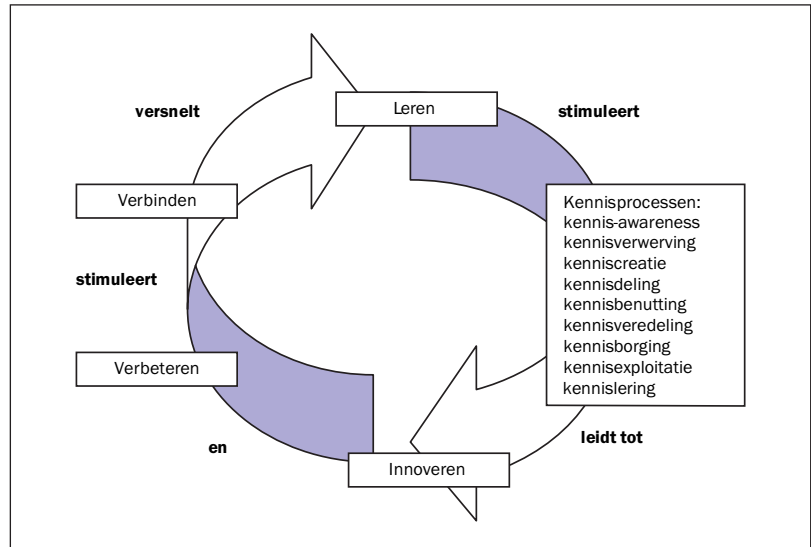 versnelt
Leren
stimuleert
Verbinden
Kennisprocessen:
kennis-awareness
kennisverwerving
kenniscreatie
kennisdeling
kennisbenutting
kennisveredeling
kennisborging
kennisexploitatie
kennislering
stimuleert
Verbeteren
en
Innoveren
leidt tot